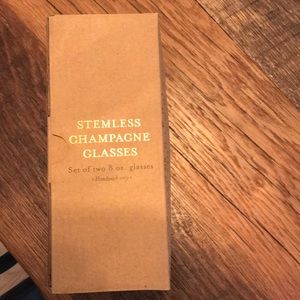 STEMLESS
CHAMPAGNE
GLASSES
Set of two 8 oz. glasses